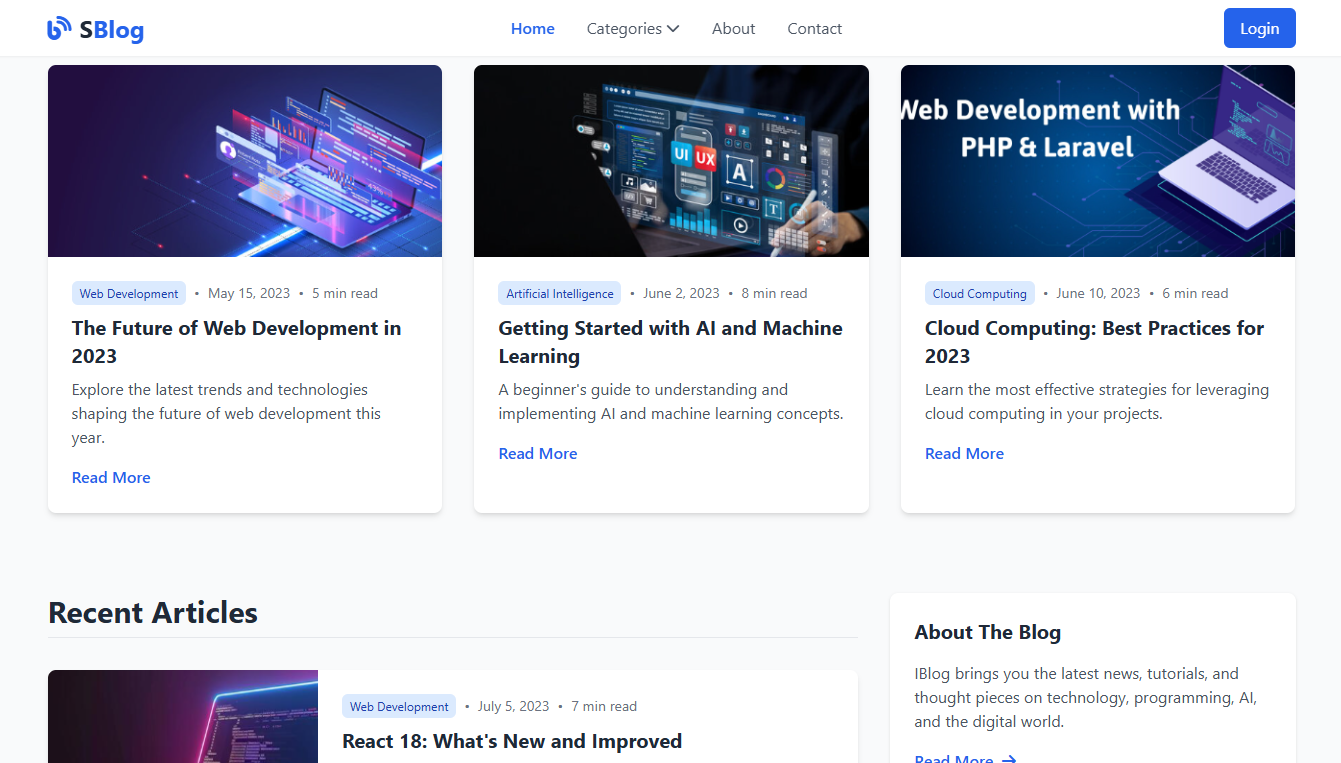 SBlog
Home
Categories
About
Contact
Login
UI UX
A
T
Web Development with
PHP & Laravel
Web Development • May 15, 2023 • 5 min read
The Future of Web Development in
2023
Explore the latest trends and technologies
shaping the future of web development this
year.
Read More
Artificial Intelligence • June 2, 2023 • 8 min read
Getting Started with AI and Machine
Learning
A beginner's guide to understanding and
implementing AI and machine learning concepts.
Read More
Cloud Computing • June 10, 2023 • 6 min read
Cloud Computing: Best Practices for
2023
Learn the most effective strategies for leveraging
cloud computing in your projects.
Read More
Recent Articles
Web Development • July 5, 2023 • 7 min read
React 18: What's New and Improved
About The Blog
IBlog brings you the latest news, tutorials, and
thought pieces on technology, programming, AI,
and the digital world.
Read More →